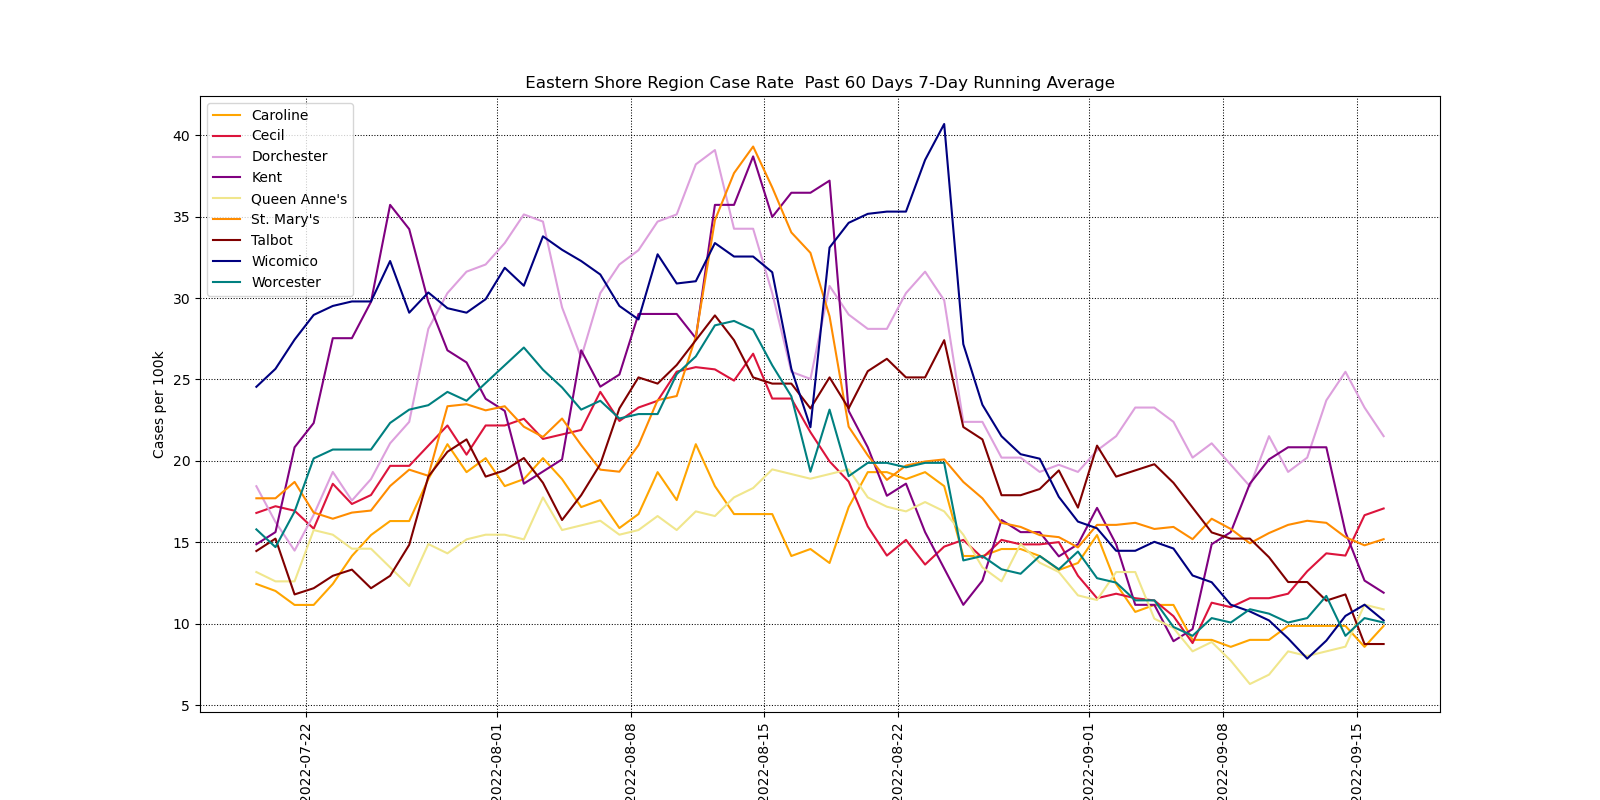 Eastern Shore Region Case Rate  Past 60 Days 7-Day Running Average
Caroline
Cecil
Dorchester
Kent
Queen Anne's
St. Mary's
Talbot
Wicomico
Worcester
Cases per 100k
40
35
30
25
20
15
10
5
2022-07-22
2022-08-01
2022-08-08
2022-08-15
2022-08-22
2022-09-01
2022-09-08
2022-09-15